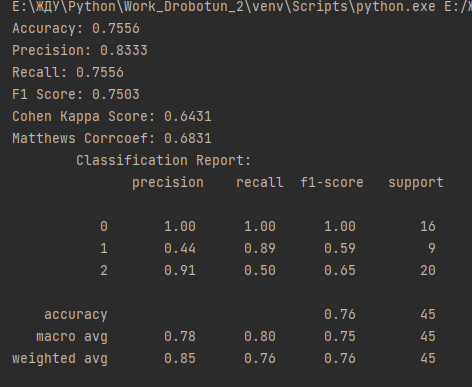 E:\ЖДУ\Python\Work_Drobotun_2\venv\Scripts\python.exe E:/
Accuracy: 0.7556
Precision: 0.8333
Recall: 0.7556
F1 Score: 0.7503
Cohen Kappa Score: 0.6431
Matthews Corrcoef: 0.6831
Classification Report:
precision recall f1-score support
0 1.00 1.00 1.00 16
1 0.44 0.89 0.59 9
2 0.91 0.50 0.65 20
accuracy 0.76 45
macro avg 0.78 0.80 0.75 45
weighted avg 0.85 0.76 0.76 45